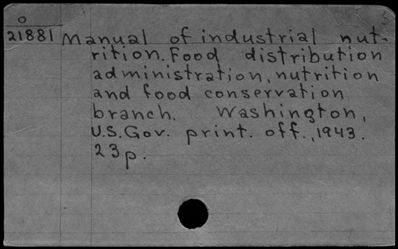 O
21881 Manual of industrial nut-
rition. Food distribution
administration, nutrition
and food conservation
branch. Washington,
U.S. Gov. print. off., 1943.
23p.